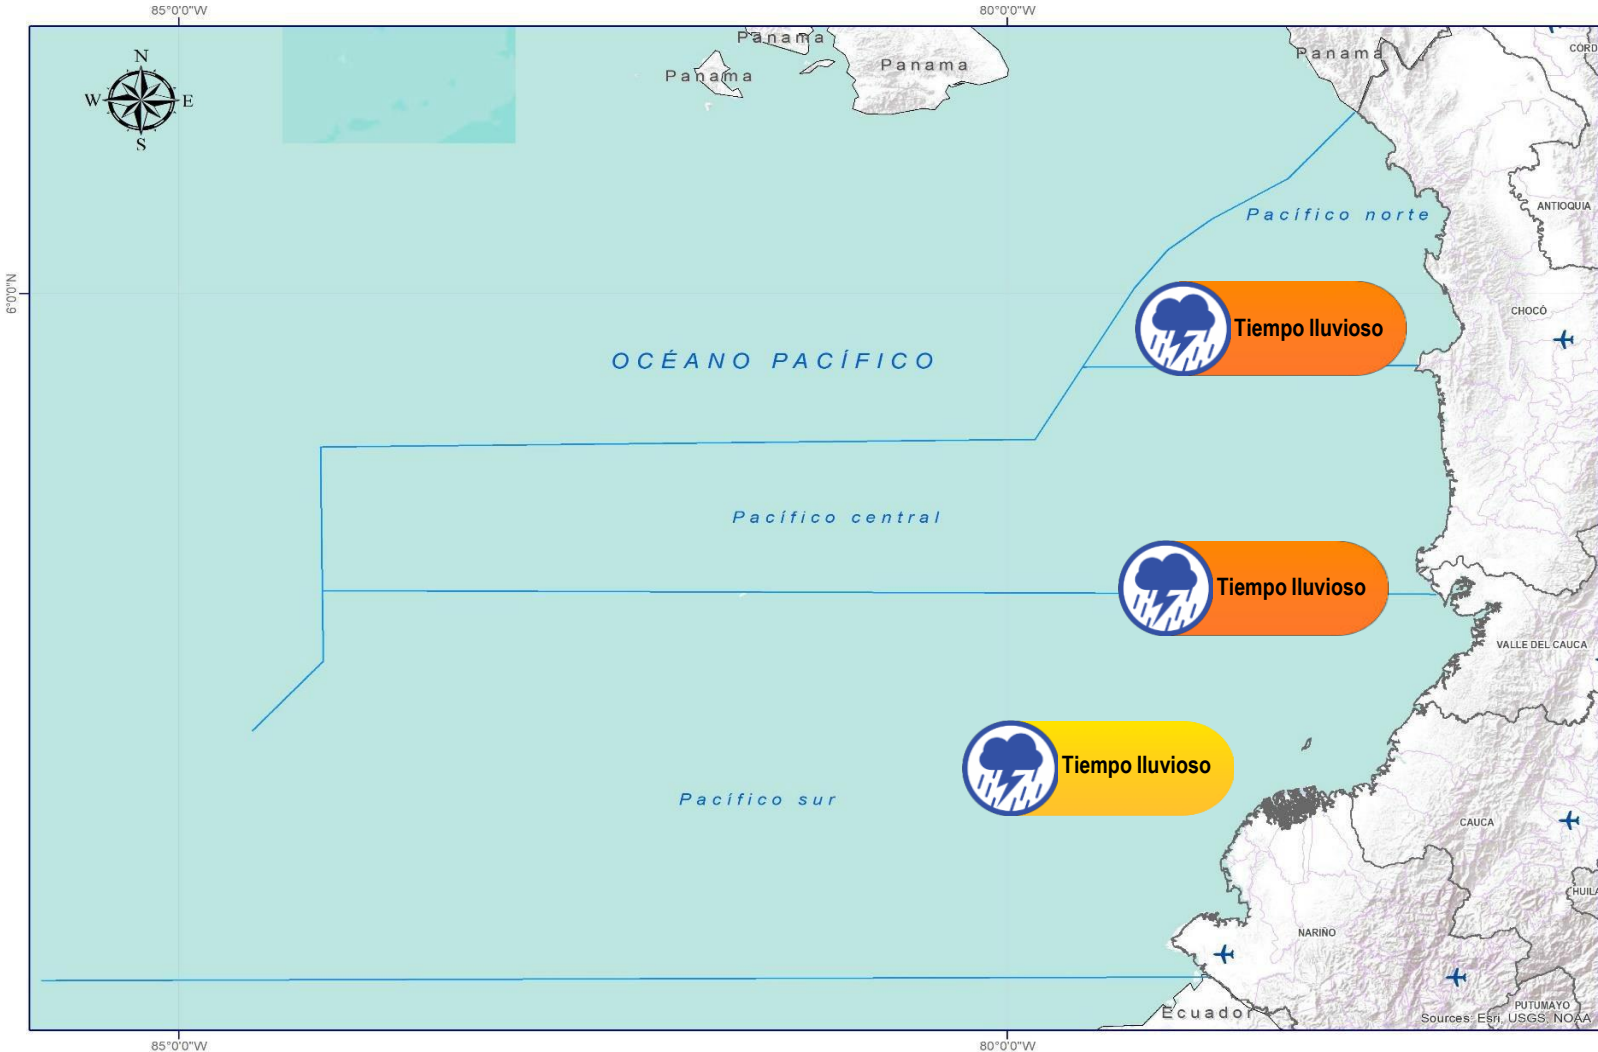 85°0'0"W
80°0'0"W
N
W
E
S
Panama
Panama
Panama
Panama
CÓRD
ANTIOQUIA
Pacífico norte
6°0'0"N
CHOCÓ
Tiempo lluvioso
OCÉANO PACÍFICO
Pacífico central
Tiempo lluvioso
VALLE DEL CAUCA
Tiempo lluvioso
Pacífico sur
CAUCA
HUILA
NARIÑO
PUTUMAYO
Ecuador
Sources: Esri, USGS, NOAA
85°0'0"W
80°0'0"W